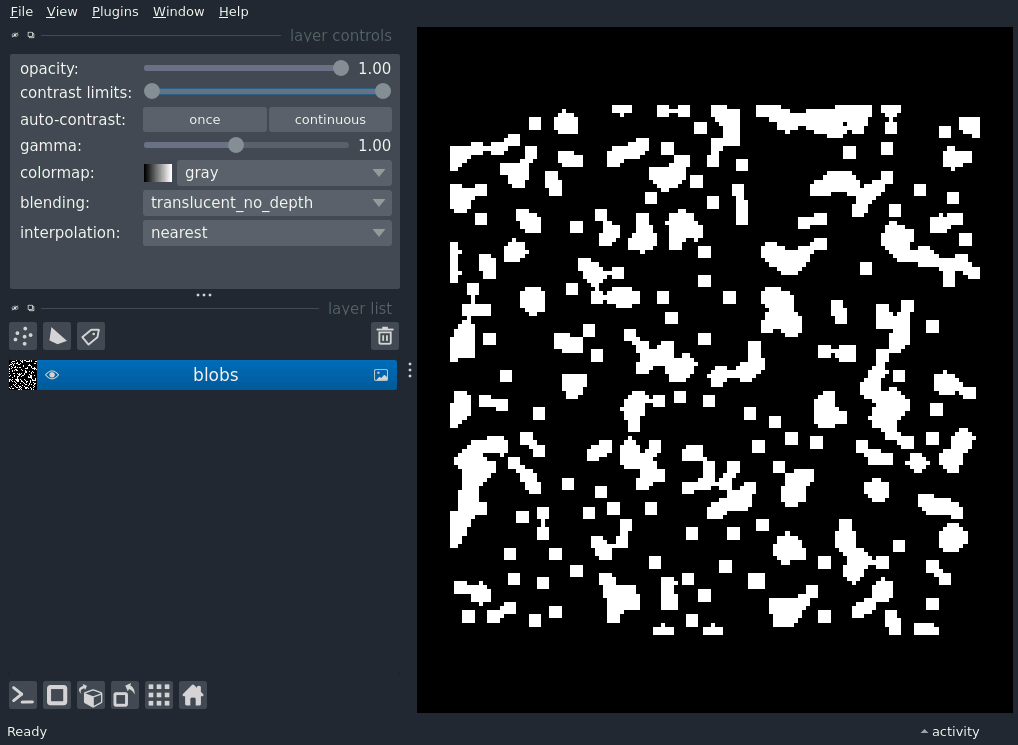 File View Plugins Window Help
layer controls
opacity: 1.00
contrast limits:
auto-contrast: once continuous
gamma: 1.00
colormap: gray
blending: translucent_no_depth
interpolation: nearest
layer list
blobs
Ready
activity